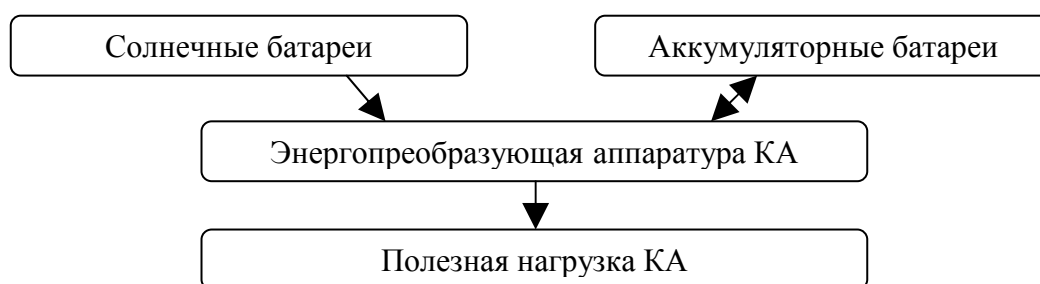 Солнечные батареи
Аккумуляторные батареи
Энергопреобразующая аппаратура КА
Полезная нагрузка КА